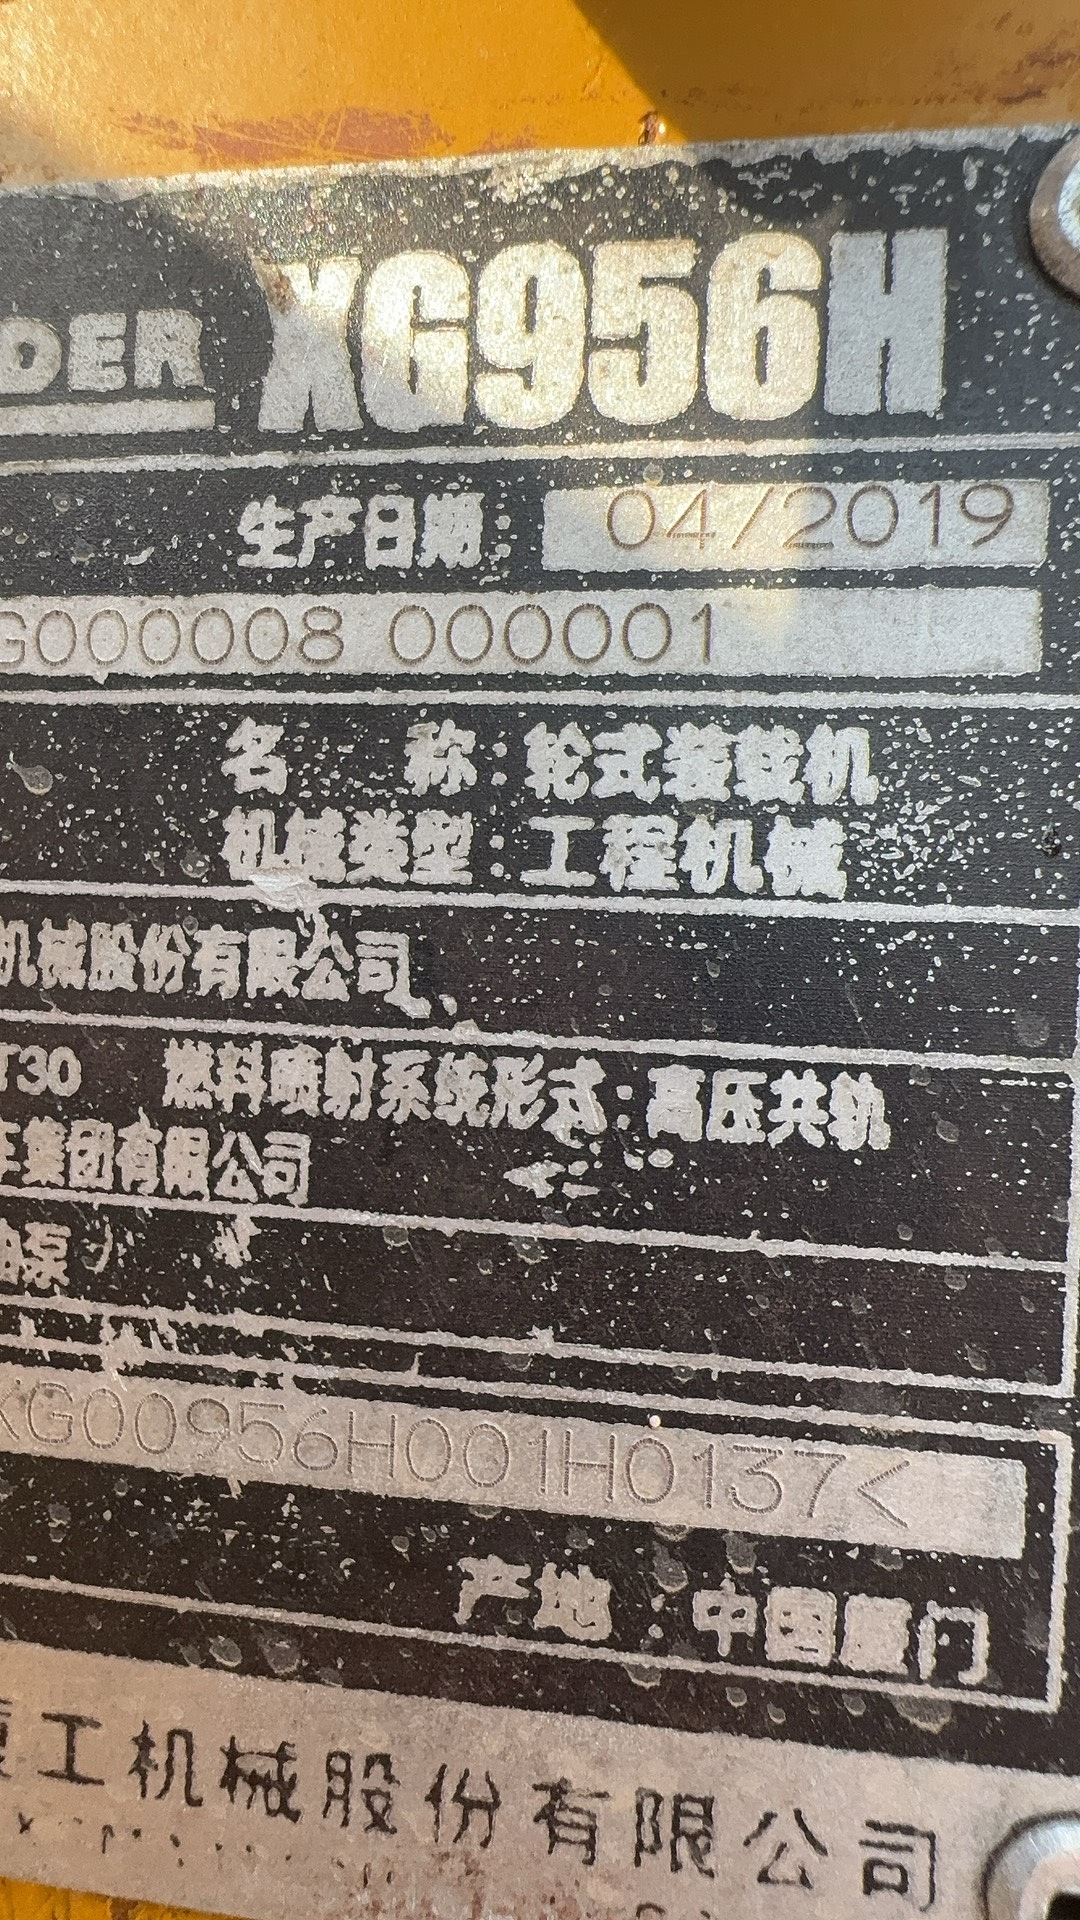 DER XG956H
生产日期: 04/2019
G000008 000001
名 称: 轮式装载机
机械类型: 工程机械
机械股份有限公司
T30 燃料喷射系统形式: 高压共轨
车集团有限公司
油泵
XG00956H001H0137<
产地: 中国厦门
厦工机械股份有限公司